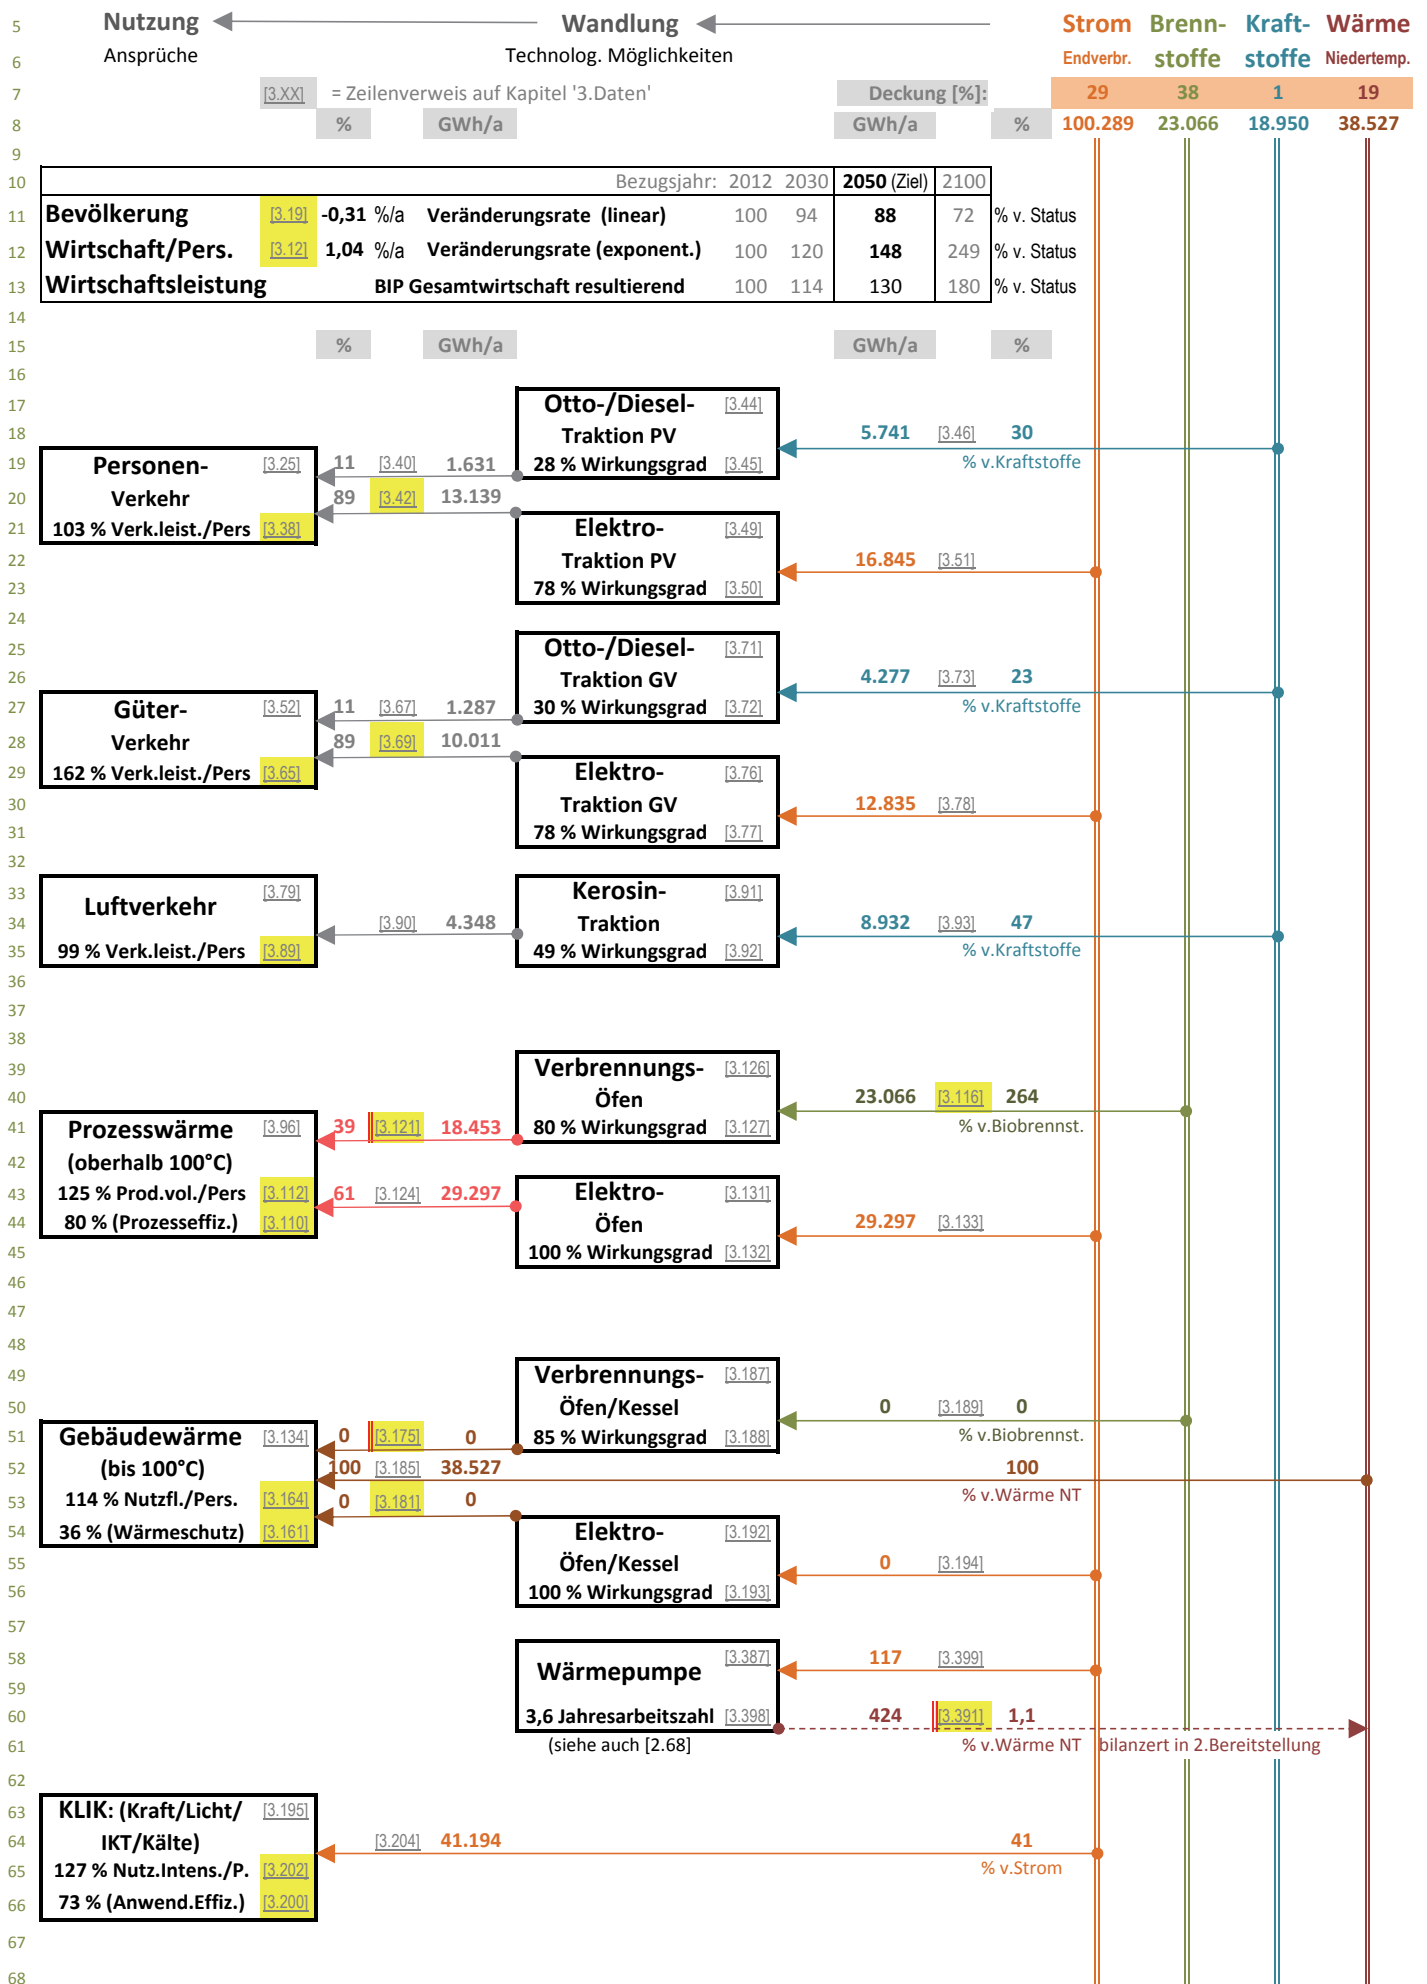 5 Nutzung Wandlung Strom Brenn- Kraft- Wärme
6 Ansprüche Technolog. Möglichkeiten Endverbr. stoffe stoffe Niedertemp.
7 [3.XX] = Zeilenverweis auf Kapitel '3.Daten' Deckung [%]: 29 38 1 19
8 % GWh/a GWh/a % 100.289 23.066 18.950 38.527
9
10 Bezugsjahr: 2012 2030 2050 (Ziel) 2100
11 Bevölkerung [3.19] -0,31 %/a Veränderungsrate (linear) 100 94 88 72 % v. Status
12 Wirtschaft/Pers. [3.12] 1,04 %/a Veränderungsrate (exponent.) 100 120 148 249 % v. Status
13 Wirtschaftsleistung BIP Gesamtwirtschaft resultierend 100 114 130 180 % v. Status
14
15 % GWh/a GWh/a %
16
17 Otto-/Diesel- [3.44]
18 Traktion PV 5.741 [3.46] 30
19 Personen- [3.25] 11 [3.40] 1.631 28 % Wirkungsgrad [3.45] % v.Kraftstoffe
20 Verkehr 89 [3.42] 13.139
21 103 % Verk.leist./Pers [3.38] Elektro- [3.49]
22 Traktion PV 16.845 [3.51]
23 78 % Wirkungsgrad [3.50]
24
25 Otto-/Diesel- [3.71]
26 Traktion GV 4.277 [3.73] 23
27 Güter- [3.52] 11 [3.67] 1.287 30 % Wirkungsgrad [3.72] % v.Kraftstoffe
28 Verkehr 89 [3.69] 10.011
29 162 % Verk.leist./Pers [3.65] Elektro- [3.76]
30 Traktion GV 12.835 [3.78]
31 78 % Wirkungsgrad [3.77]
32
33 Luftverkehr [3.79] Kerosin- [3.91]
34 [3.90] 4.348 Traktion 8.932 [3.93] 47
35 99 % Verk.leist./Pers [3.89] 49 % Wirkungsgrad [3.92] % v.Kraftstoffe
36
37
38
39 Verbrennungs- [3.126]
40 Öfen 23.066 [3.116] 264
41 Prozesswärme [3.96] 39 [3.121] 18.453 80 % Wirkungsgrad [3.127] % v.Biobrennst.
42 (oberhalb 100°C)
43 125 % Prod.vol./Pers [3.112] 61 [3.124] 29.297 Elektro- [3.131]
44 80 % (Prozesseffiz.) [3.110] Öfen 29.297 [3.133]
45 100 % Wirkungsgrad [3.132]
46
47
48
49 Verbrennungs- [3.187]
50 Öfen/Kessel 0 [3.189] 0
51 Gebäudewärme [3.134] 0 [3.175] 0 85 % Wirkungsgrad [3.188] % v.Biobrennst.
52 (bis 100°C) 100 [3.185] 38.527 100
53 114 % Nutzfl./Pers. [3.164] 0 [3.181] 0 % v.Wärme NT
54 36 % (Wärmeschutz) [3.161] Elektro- [3.192]
55 Öfen/Kessel 0 [3.194]
56 100 % Wirkungsgrad [3.193]
57
58 Wärmepumpe [3.387] 117 [3.399]
59
60 3,6 Jahresarbeitszahl [3.398] 424 [3.391] 1,1
61 (siehe auch [2.68] % v.Wärme NT bilanzert in 2.Bereitstellung
62
63 KLIK: (Kraft/Licht/ [3.195]
64 IKT/Kälte) [3.204] 41.194 41
65 127 % Nutz.Intens./P. [3.202] % v.Strom
66 73 % (Anwend.Effiz.) [3.200]
67
68